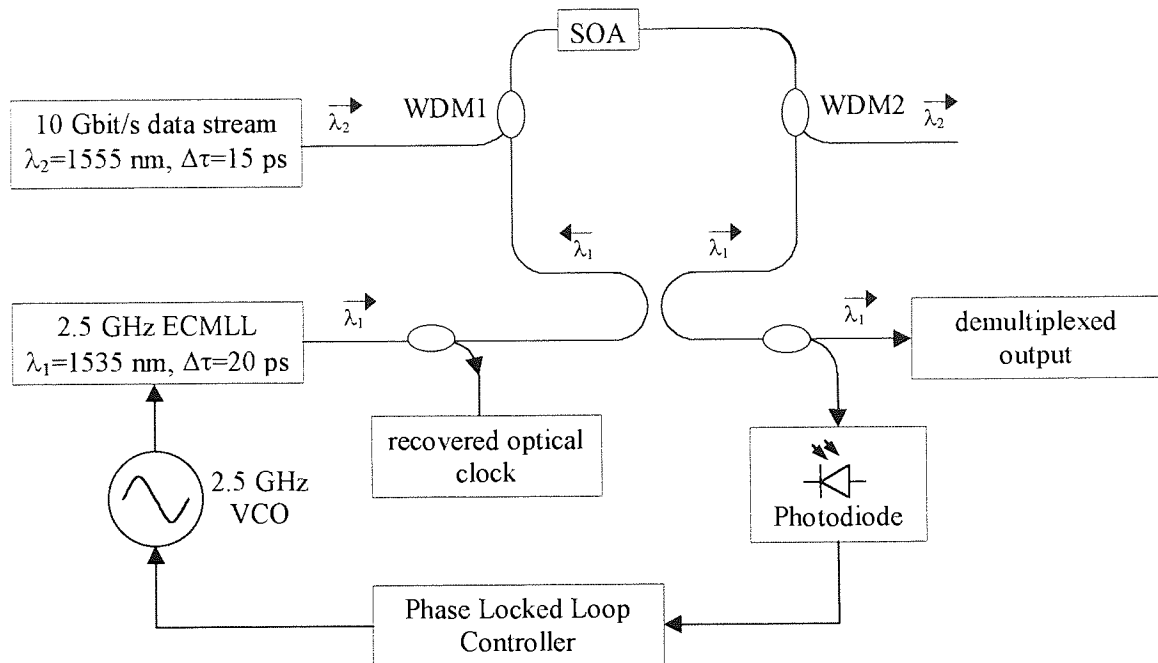 SOA
WDM1
WDM2
10 Gbit/s data stream
λ₂=1555 nm, Δτ=15 ps
λ₂
λ₂
λ₁
λ₁
2.5 GHz ECMLL
λ₁=1535 nm, Δτ=20 ps
λ₁
λ₁
demultiplexed
output
recovered optical
clock
2.5 GHz
VCO
Photodiode
Phase Locked Loop
Controller